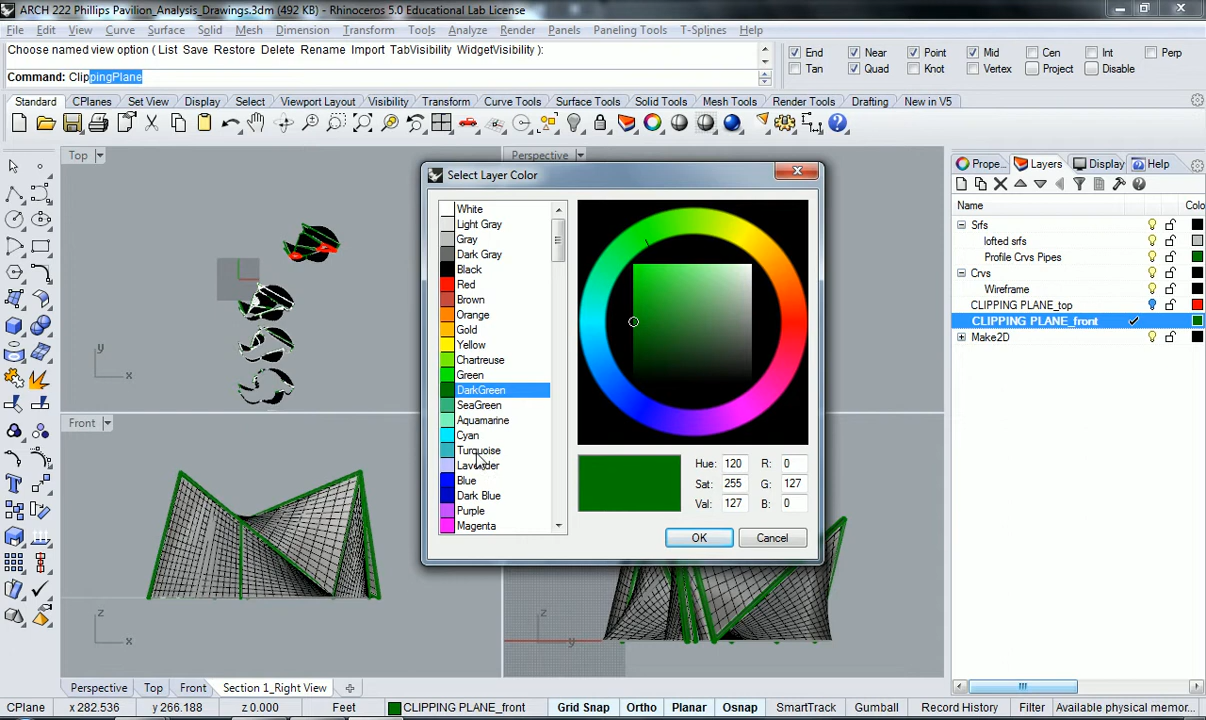 ARCH 222 Phillips Pavilion_Analysis_Drawings.3dm (492 KB) - Rhinoceros 5.0 Educational Lab License
File Edit View Curve Surface Solid Mesh Dimension Transform Tools Analyze Render Panels Paneling Tools T-Splines Help
Choose named view option ( List Save Restore Delete Rename Import TabVisibility WidgetVisibility ):
Command: ClippingPlane
End Near Point Mid Cen Int Perp
Tan Quad Knot Vertex Project Disable
Standard CPlanes Set View Display Select Viewport Layout Visibility Transform Curve Tools Surface Tools Solid Tools Mesh Tools Render Tools Drafting New in V5
Top
Perspective
Prope... Layers Display Help
Name Colo
Srfs
lofted srfs
Profile Crvs Pipes
Crvs
Wireframe
CLIPPING PLANE_top
CLIPPING PLANE_front
Make2D
Select Layer Color
White
Light Gray
Gray
Dark Gray
Black
Red
Brown
Orange
Gold
Yellow
Chartreuse
Green
DarkGreen
SeaGreen
Aquamarine
Cyan
Turquoise
Lavender
Blue
Dark Blue
Purple
Magenta
Hue: 120 R: 0
Sat: 255 G: 127
Val: 127 B: 0
OK Cancel
y
x
Front
z
x
z
y
Perspective Top Front Section 1_Right View
CPlane x 282.536 y 266.188 z 0.000 Feet CLIPPING PLANE_front Grid Snap Ortho Planar Osnap SmartTrack Gumball Record History Filter Available physical memor...